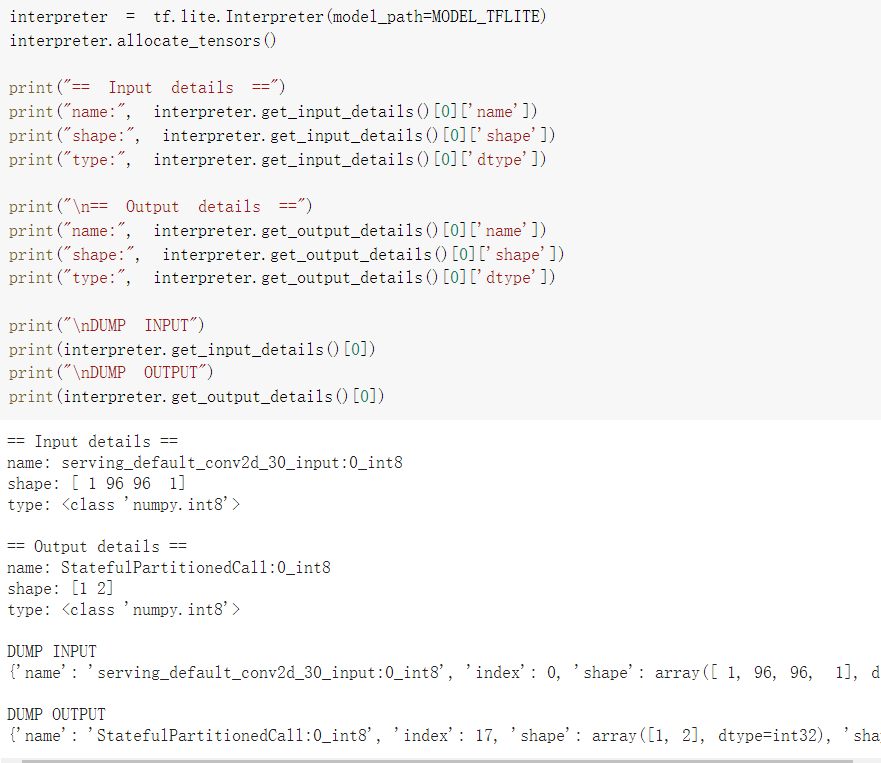 interpreter = tf.lite.Interpreter(model_path=MODEL_TFLITE)
interpreter.allocate_tensors()
print("== Input details ==")
print("name:", interpreter.get_input_details()[0]['name'])
print("shape:", interpreter.get_input_details()[0]['shape'])
print("type:", interpreter.get_input_details()[0]['dtype'])
print("\n== Output details ==")
print("name:", interpreter.get_output_details()[0]['name'])
print("shape:", interpreter.get_output_details()[0]['shape'])
print("type:", interpreter.get_output_details()[0]['dtype'])
print("\nDUMP INPUT")
print(interpreter.get_input_details()[0])
print("\nDUMP OUTPUT")
print(interpreter.get_output_details()[0])
== Input details ==
name: serving_default_conv2d_30_input:0_int8
shape: [ 1 96 96  1]
type: <class 'numpy.int8'>
== Output details ==
name: StatefulPartitionedCall:0_int8
shape: [1 2]
type: <class 'numpy.int8'>
DUMP INPUT
{'name': 'serving_default_conv2d_30_input:0_int8', 'index': 0, 'shape': array([ 1, 96, 96,  1], d
DUMP OUTPUT
{'name': 'StatefulPartitionedCall:0_int8', 'index': 17, 'shape': array([1, 2], dtype=int32), 'sha